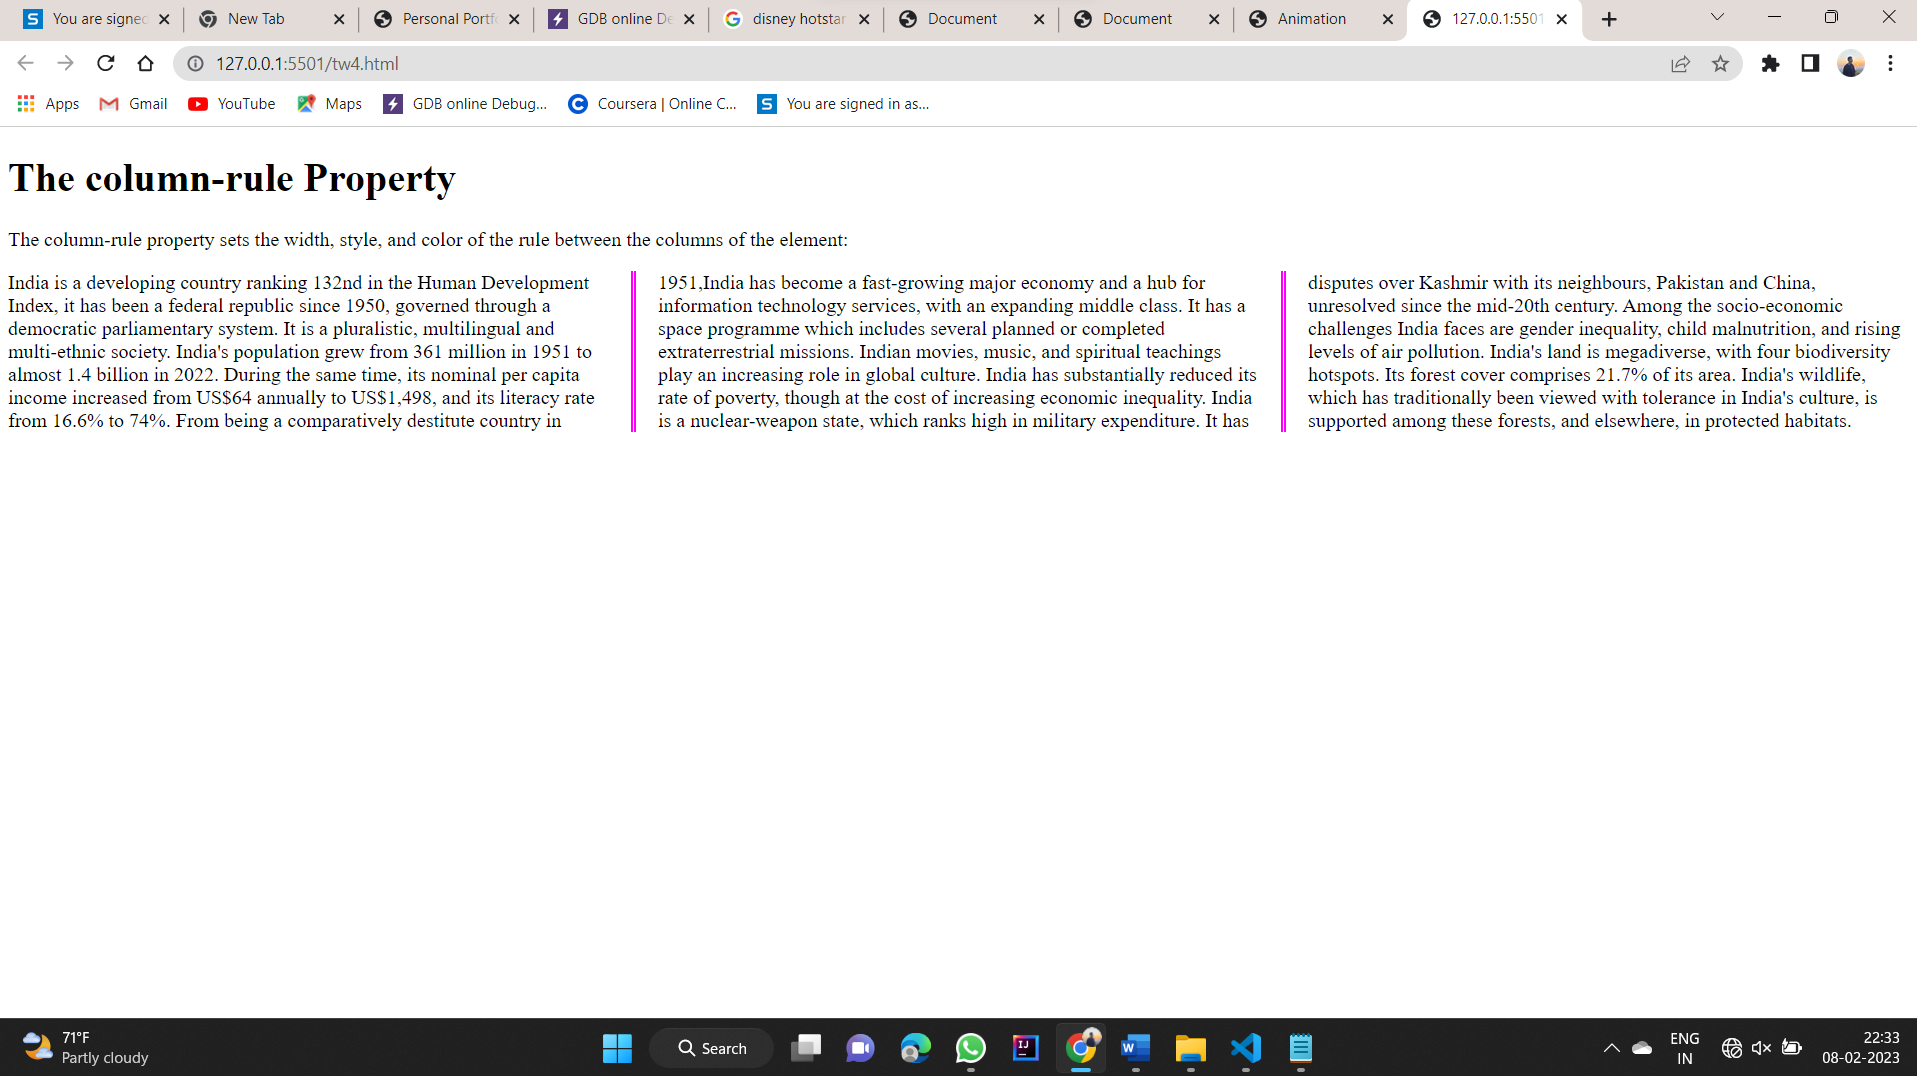 You are signed
New Tab
Personal Portfo
GDB online De
disney hotstar
Document
Document
Animation
127.0.0.1:5501
127.0.0.1:5501/tw4.html
Apps
Gmail
YouTube
Maps
GDB online Debug...
Coursera | Online C...
You are signed in as...
The column-rule Property
The column-rule property sets the width, style, and color of the rule between the columns of the element:
India is a developing country ranking 132nd in the Human Development
Index, it has been a federal republic since 1950, governed through a
democratic parliamentary system. It is a pluralistic, multilingual and
multi-ethnic society. India's population grew from 361 million in 1951 to
almost 1.4 billion in 2022. During the same time, its nominal per capita
income increased from US$64 annually to US$1,498, and its literacy rate
from 16.6% to 74%. From being a comparatively destitute country in
1951,India has become a fast-growing major economy and a hub for
information technology services, with an expanding middle class. It has a
space programme which includes several planned or completed
extraterrestrial missions. Indian movies, music, and spiritual teachings
play an increasing role in global culture. India has substantially reduced its
rate of poverty, though at the cost of increasing economic inequality. India
is a nuclear-weapon state, which ranks high in military expenditure. It has
disputes over Kashmir with its neighbours, Pakistan and China,
unresolved since the mid-20th century. Among the socio-economic
challenges India faces are gender inequality, child malnutrition, and rising
levels of air pollution. India's land is megadiverse, with four biodiversity
hotspots. Its forest cover comprises 21.7% of its area. India's wildlife,
which has traditionally been viewed with tolerance in India's culture, is
supported among these forests, and elsewhere, in protected habitats.
71°F
Partly cloudy
Search
ENG
IN
22:33
08-02-2023